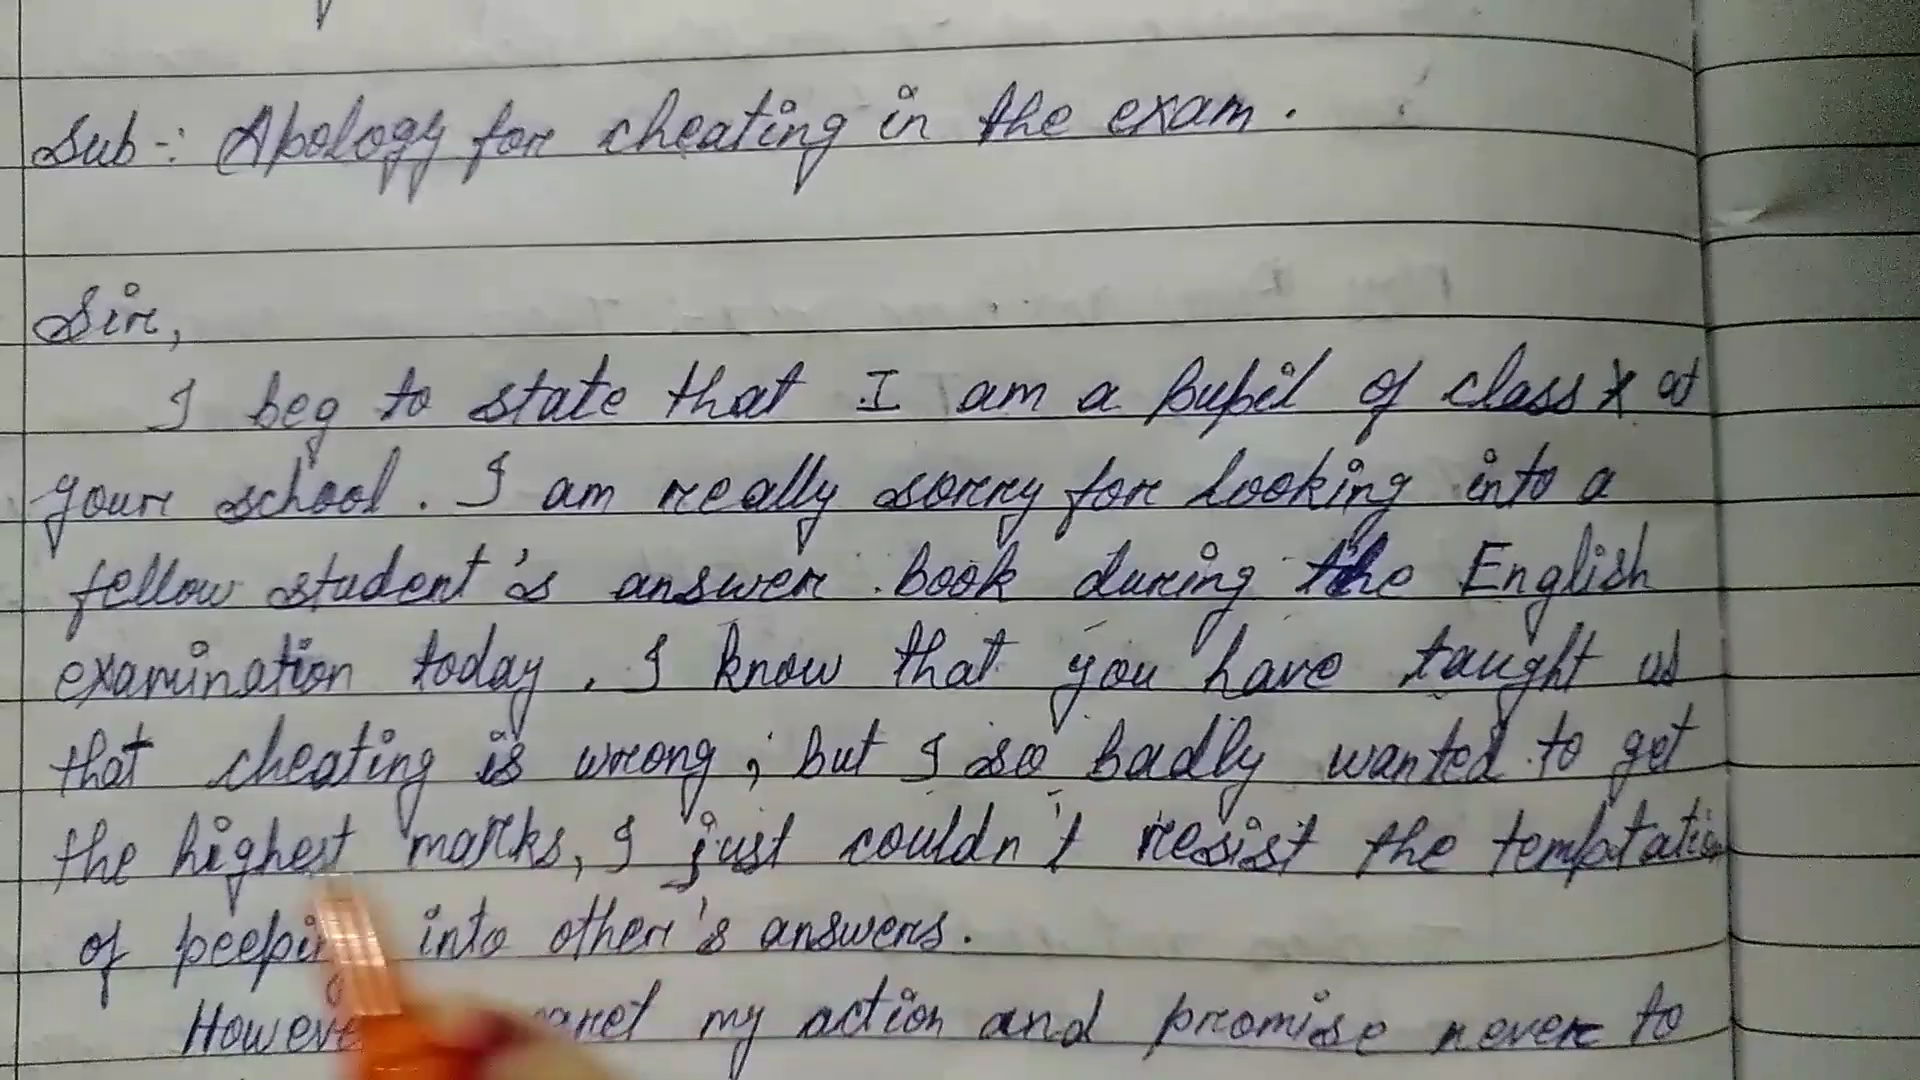 Sub-: Apology for cheating in the exam.
Sir,
I beg to state that I am a pupil of class X at
your school. I am really sorry for looking into a
fellow student's answer book during the English
examination today. I know that you have taught us
that cheating is wrong; but I so badly wanted to get
the highest marks, I just couldn't resist the temptation
of into other's answers.
my action and promise never to